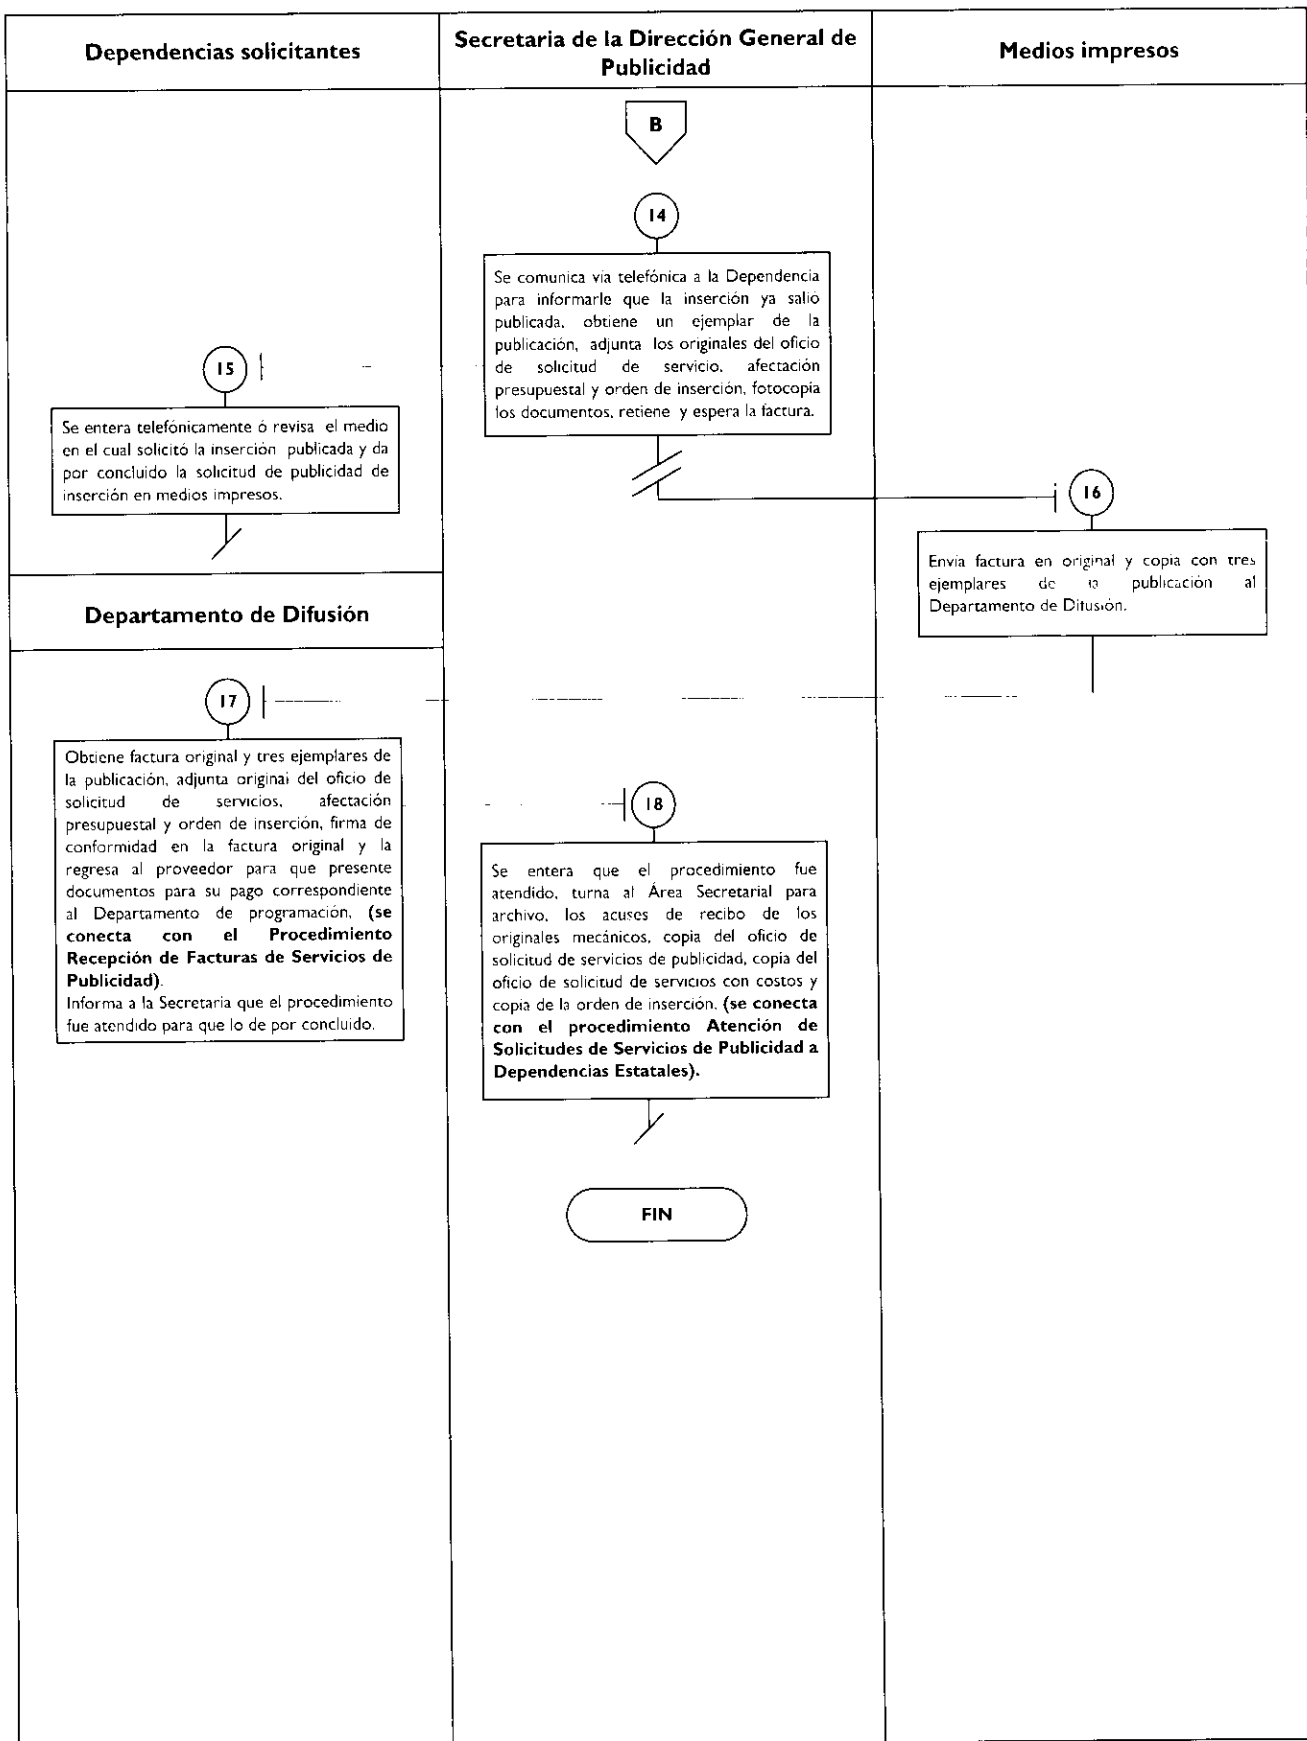 Dependencias solicitantes
Secretaria de la Dirección General de
Publicidad
Medios impresos
B
14
Se comunica vía telefónica a la Dependencia
para informarle que la inserción ya salió
publicada, obtiene un ejemplar de la
publicación, adjunta los originales del oficio
de solicitud de servicio, afectación
presupuestal y orden de inserción, fotocopia
los documentos, retiene y espera la factura.
15
Se entera telefónicamente ó revisa el medio
en el cual solicitó la inserción publicada y da
por concluido la solicitud de publicidad de
inserción en medios impresos.
16
Envía factura en original y copia con tres
ejemplares de la publicación al
Departamento de Difusión.
Departamento de Difusión
17
Obtiene factura original y tres ejemplares de
la publicación, adjunta original del oficio de
solicitud de servicios, afectación
presupuestal y orden de inserción, firma de
conformidad en la factura original y la
regresa al proveedor para que presente
documentos para su pago correspondiente
al Departamento de programación, (se
conecta con el Procedimiento
Recepción de Facturas de Servicios de
Publicidad).
Informa a la Secretaria que el procedimiento
fue atendido para que lo de por concluido.
18
Se entera que el procedimiento fue
atendido, turna al Área Secretarial para
archivo, los acuses de recibo de los
originales mecánicos, copia del oficio de
solicitud de servicios de publicidad, copia del
oficio de solicitud de servicios con costos y
copia de la orden de inserción. (se conecta
con el procedimiento Atención de
Solicitudes de Servicios de Publicidad a
Dependencias Estatales).
FIN